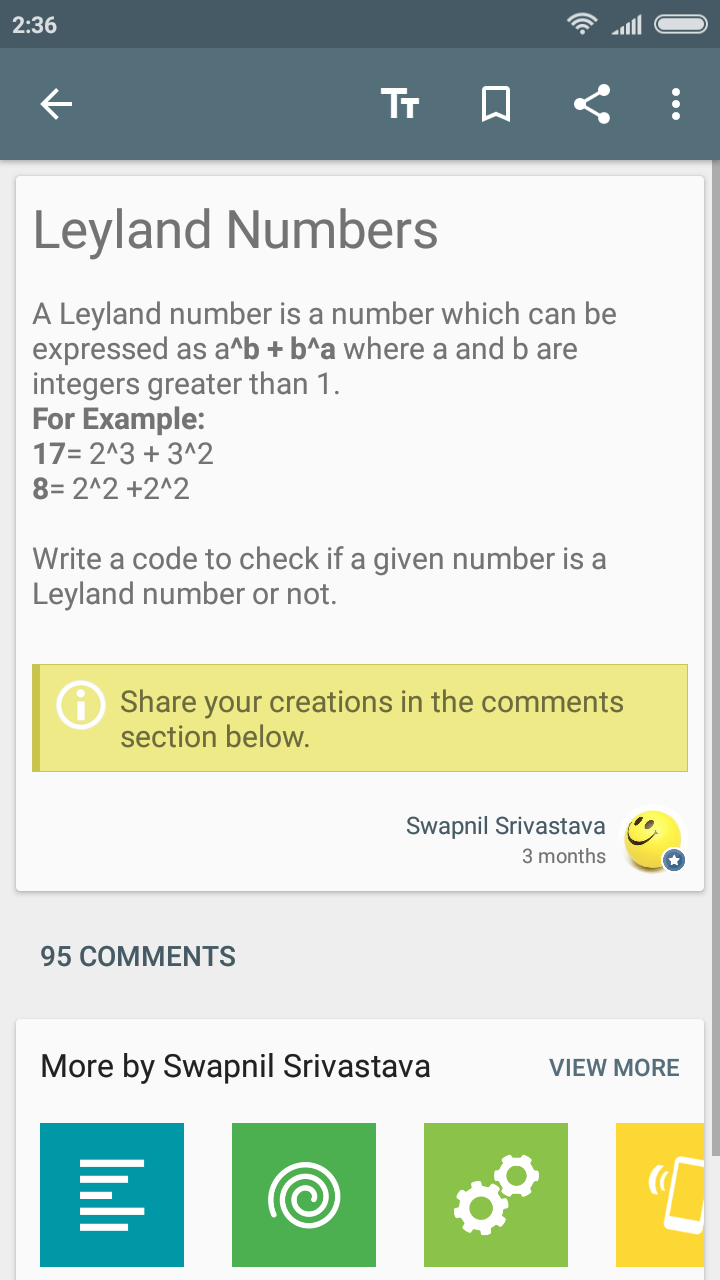 2:36
Leyland Numbers
A Leyland number is a number which can be
expressed as a^b + b^a where a and b are
integers greater than 1.
For Example:
17= 2^3 + 3^2
8= 2^2 +2^2
Write a code to check if a given number is a
Leyland number or not.
Share your creations in the comments
section below.
Swapnil Srivastava
3 months
95 COMMENTS
More by Swapnil Srivastava
VIEW MORE